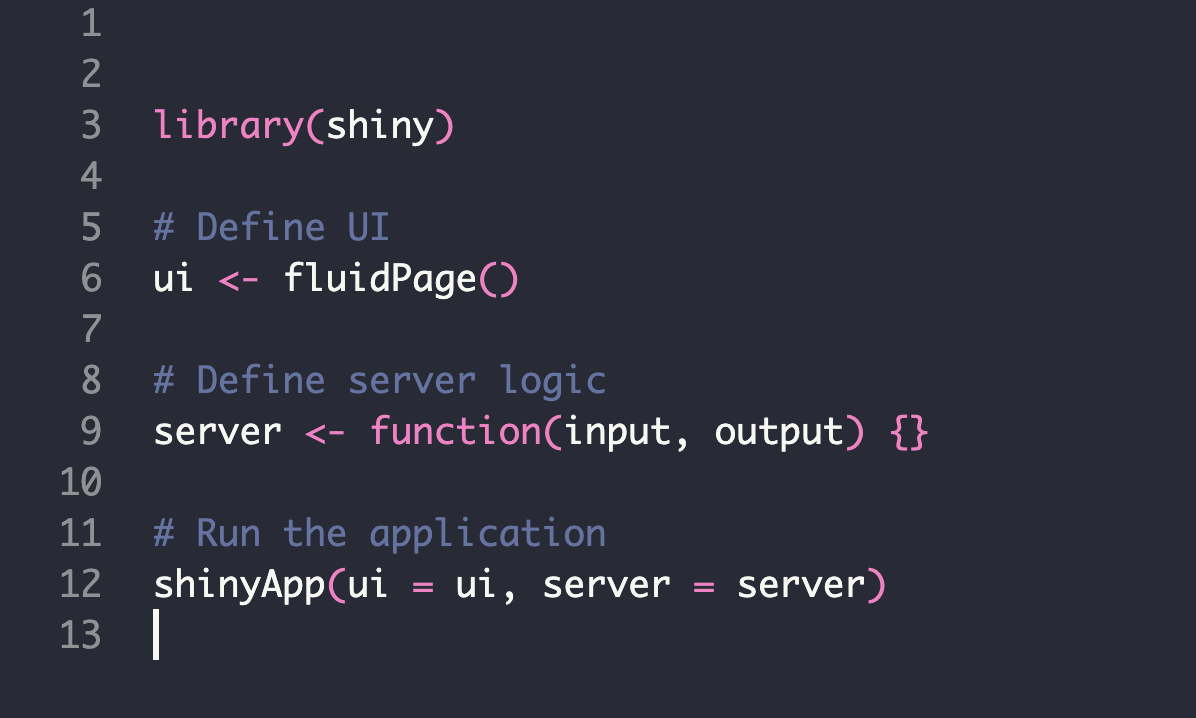 1
2
3 library(shiny)
4
5 # Define UI
6 ui <- fluidPage()
7
8 # Define server logic
9 server <- function(input, output) {}
10
11 # Run the application
12 shinyApp(ui = ui, server = server)
13